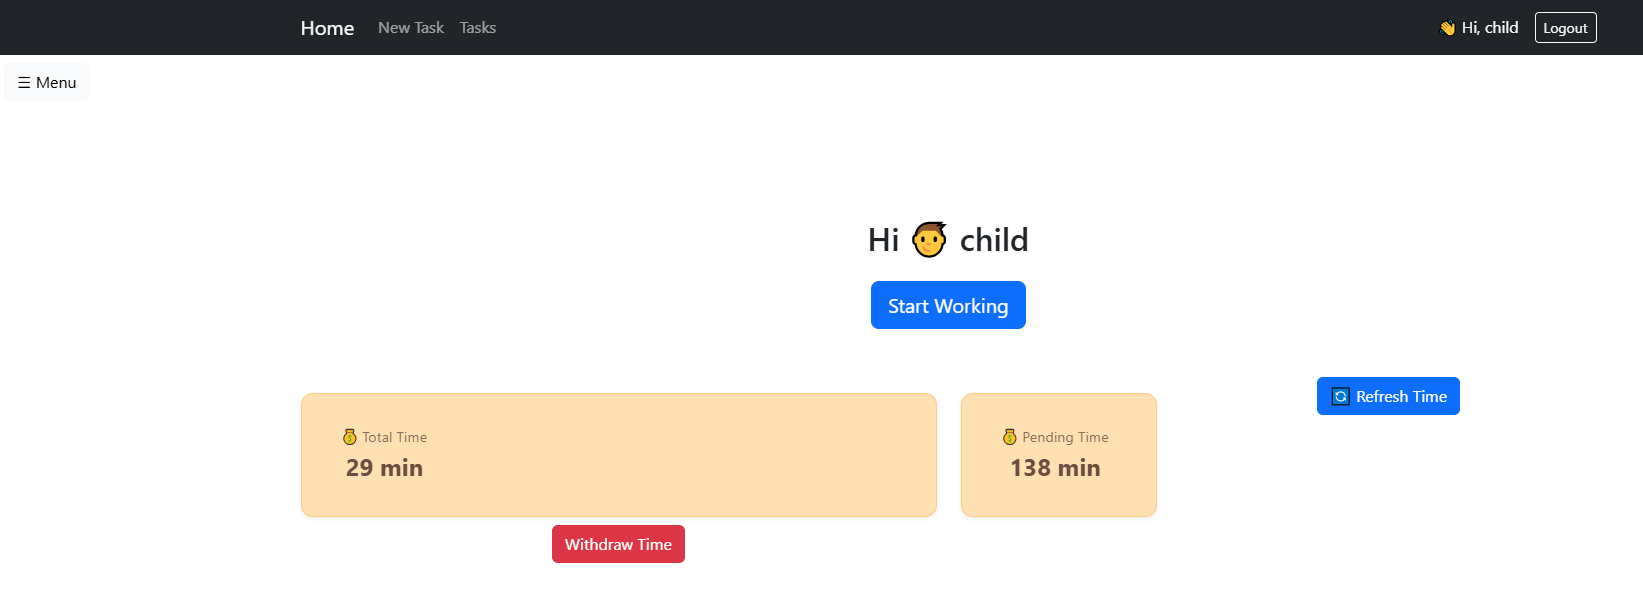 Home New Task Tasks 👋 Hi, child Logout
☰ Menu
Hi 👦 child
Start Working
🔄 Refresh Time
💰 Total Time
29 min
💰 Pending Time
138 min
Withdraw Time